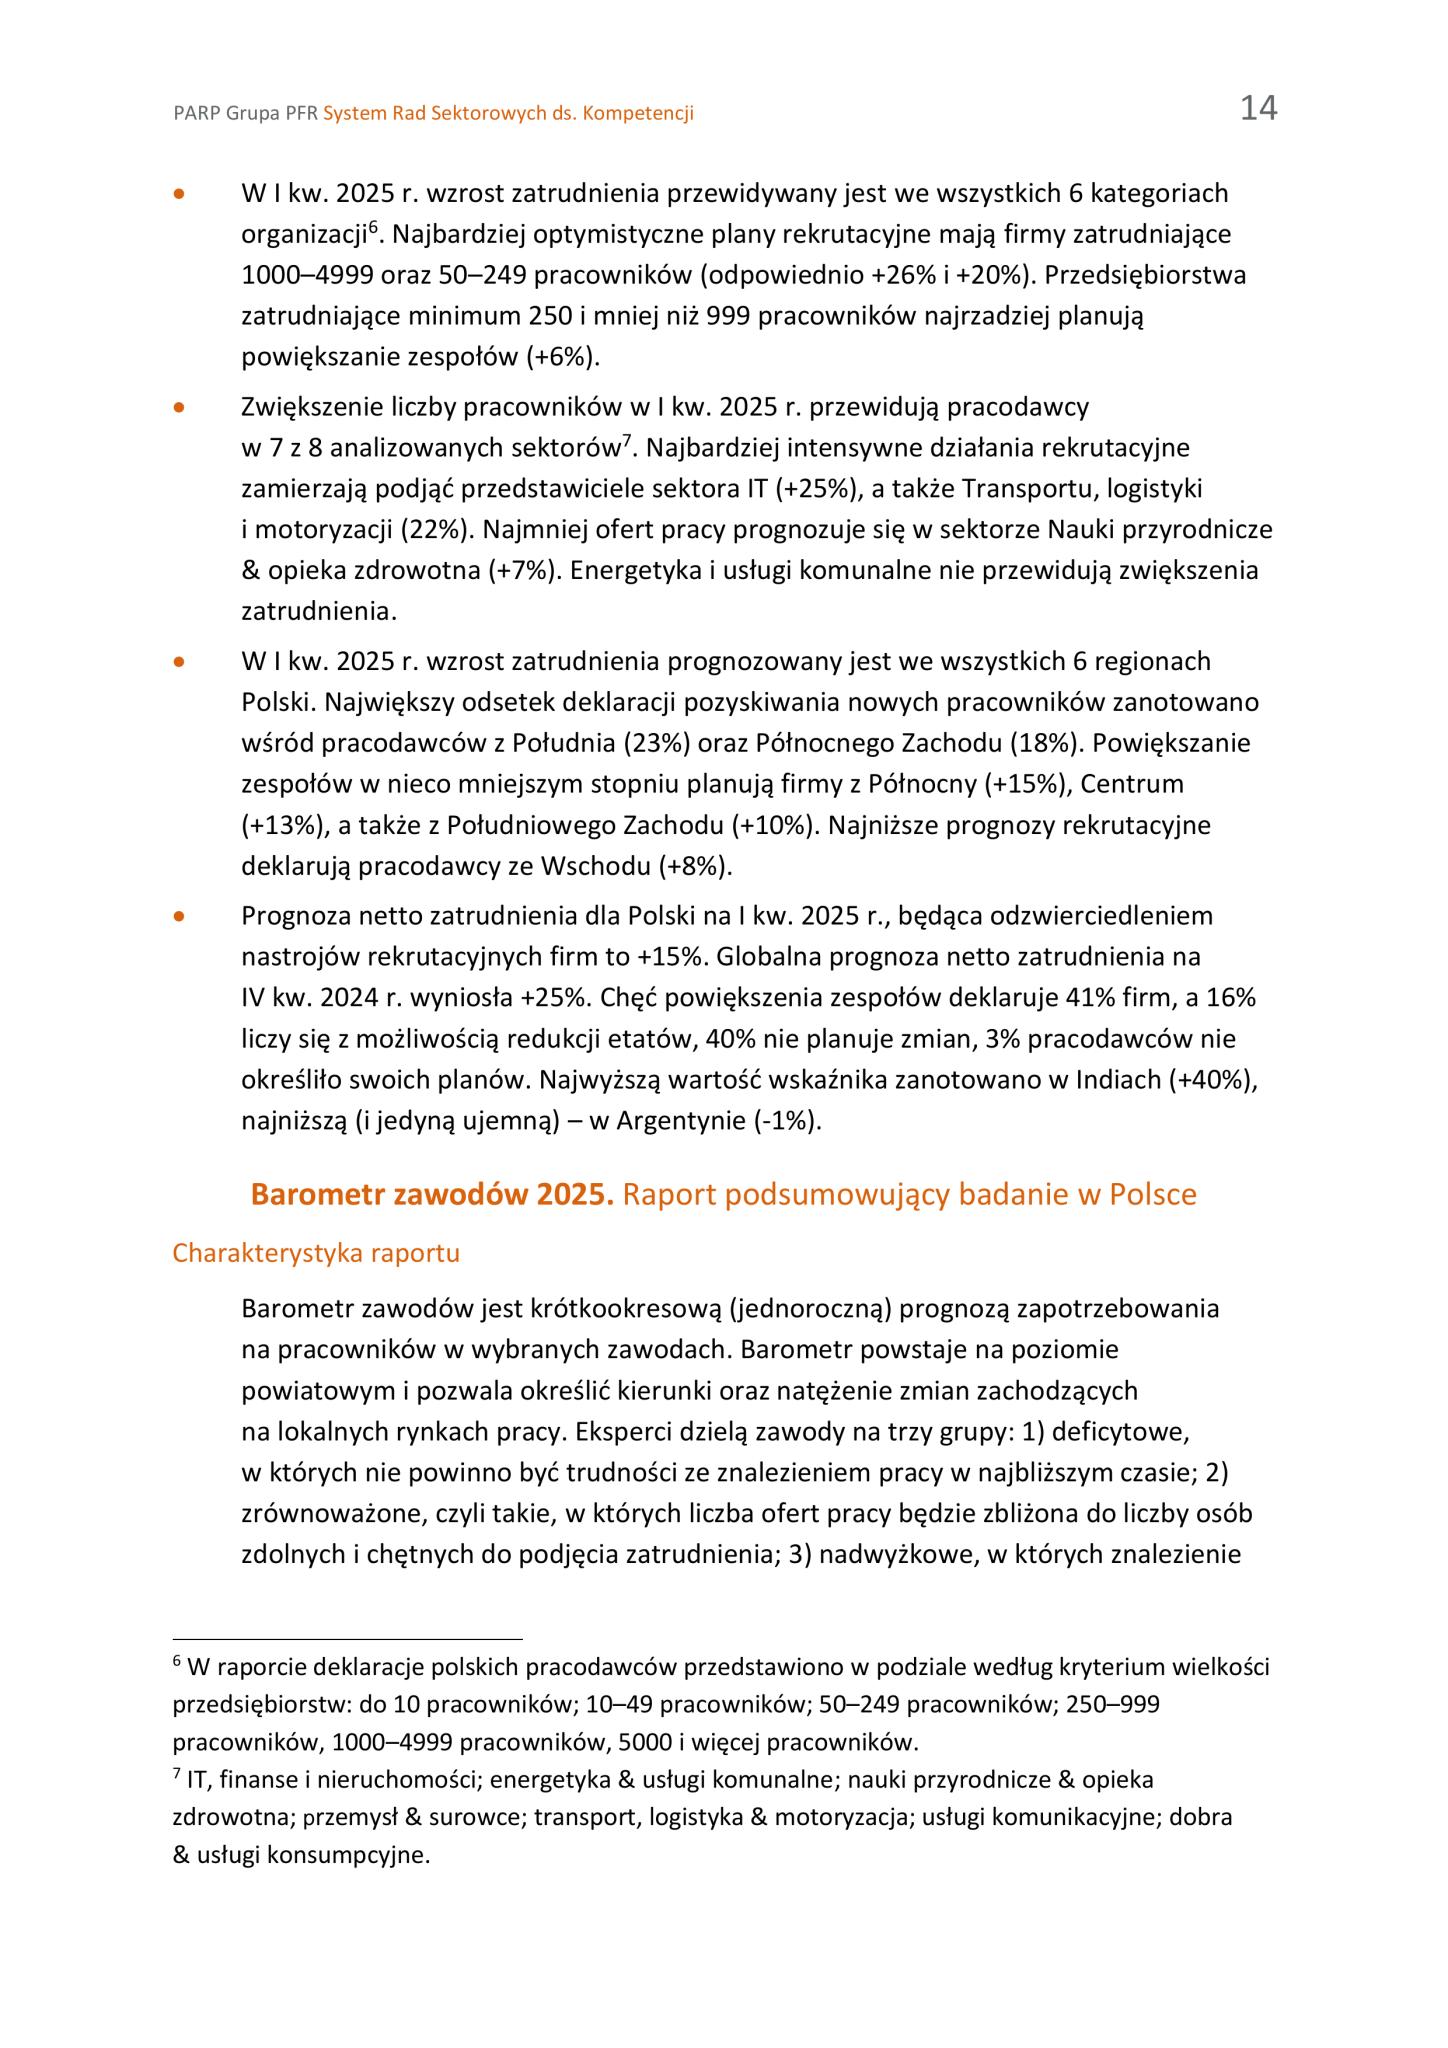 PARP Grupa PFR System Rad Sektorowych ds. Kompetencji 14
• W I kw. 2025 r. wzrost zatrudnienia przewidywany jest we wszystkich 6 kategoriach
organizacji⁶. Najbardziej optymistyczne plany rekrutacyjne mają firmy zatrudniające
1000–4999 oraz 50–249 pracowników (odpowiednio +26% i +20%). Przedsiębiorstwa
zatrudniające minimum 250 i mniej niż 999 pracowników najrzadziej planują
powiększanie zespołów (+6%).
• Zwiększenie liczby pracowników w I kw. 2025 r. przewidują pracodawcy
w 7 z 8 analizowanych sektorów⁷. Najbardziej intensywne działania rekrutacyjne
zamierzają podjąć przedstawiciele sektora IT (+25%), a także Transportu, logistyki
i motoryzacji (22%). Najmniej ofert pracy prognozuje się w sektorze Nauki przyrodnicze
& opieka zdrowotna (+7%). Energetyka i usługi komunalne nie przewidują zwiększenia
zatrudnienia.
• W I kw. 2025 r. wzrost zatrudnienia prognozowany jest we wszystkich 6 regionach
Polski. Największy odsetek deklaracji pozyskiwania nowych pracowników zanotowano
wśród pracodawców z Południa (23%) oraz Północnego Zachodu (18%). Powiększanie
zespołów w nieco mniejszym stopniu planują firmy z Północny (+15%), Centrum
(+13%), a także z Południowego Zachodu (+10%). Najniższe prognozy rekrutacyjne
deklarują pracodawcy ze Wschodu (+8%).
• Prognoza netto zatrudnienia dla Polski na I kw. 2025 r., będąca odzwierciedleniem
nastrojów rekrutacyjnych firm to +15%. Globalna prognoza netto zatrudnienia na
IV kw. 2024 r. wyniosła +25%. Chęć powiększenia zespołów deklaruje 41% firm, a 16%
liczy się z możliwością redukcji etatów, 40% nie planuje zmian, 3% pracodawców nie
określiło swoich planów. Najwyższą wartość wskaźnika zanotowano w Indiach (+40%),
najniższą (i jedyną ujemną) – w Argentynie (-1%).
Barometr zawodów 2025. Raport podsumowujący badanie w Polsce
Charakterystyka raportu
Barometr zawodów jest krótkookresową (jednoroczną) prognozą zapotrzebowania
na pracowników w wybranych zawodach. Barometr powstaje na poziomie
powiatowym i pozwala określić kierunki oraz natężenie zmian zachodzących
na lokalnych rynkach pracy. Eksperci dzielą zawody na trzy grupy: 1) deficytowe,
w których nie powinno być trudności ze znalezieniem pracy w najbliższym czasie; 2)
zrównoważone, czyli takie, w których liczba ofert pracy będzie zbliżona do liczby osób
zdolnych i chętnych do podjęcia zatrudnienia; 3) nadwyżkowe, w których znalezienie
⁶ W raporcie deklaracje polskich pracodawców przedstawiono w podziale według kryterium wielkości
przedsiębiorstw: do 10 pracowników; 10–49 pracowników; 50–249 pracowników; 250–999
pracowników, 1000–4999 pracowników, 5000 i więcej pracowników.
⁷ IT, finanse i nieruchomości; energetyka & usługi komunalne; nauki przyrodnicze & opieka
zdrowotna; przemysł & surowce; transport, logistyka & motoryzacja; usługi komunikacyjne; dobra
& usługi konsumpcyjne.